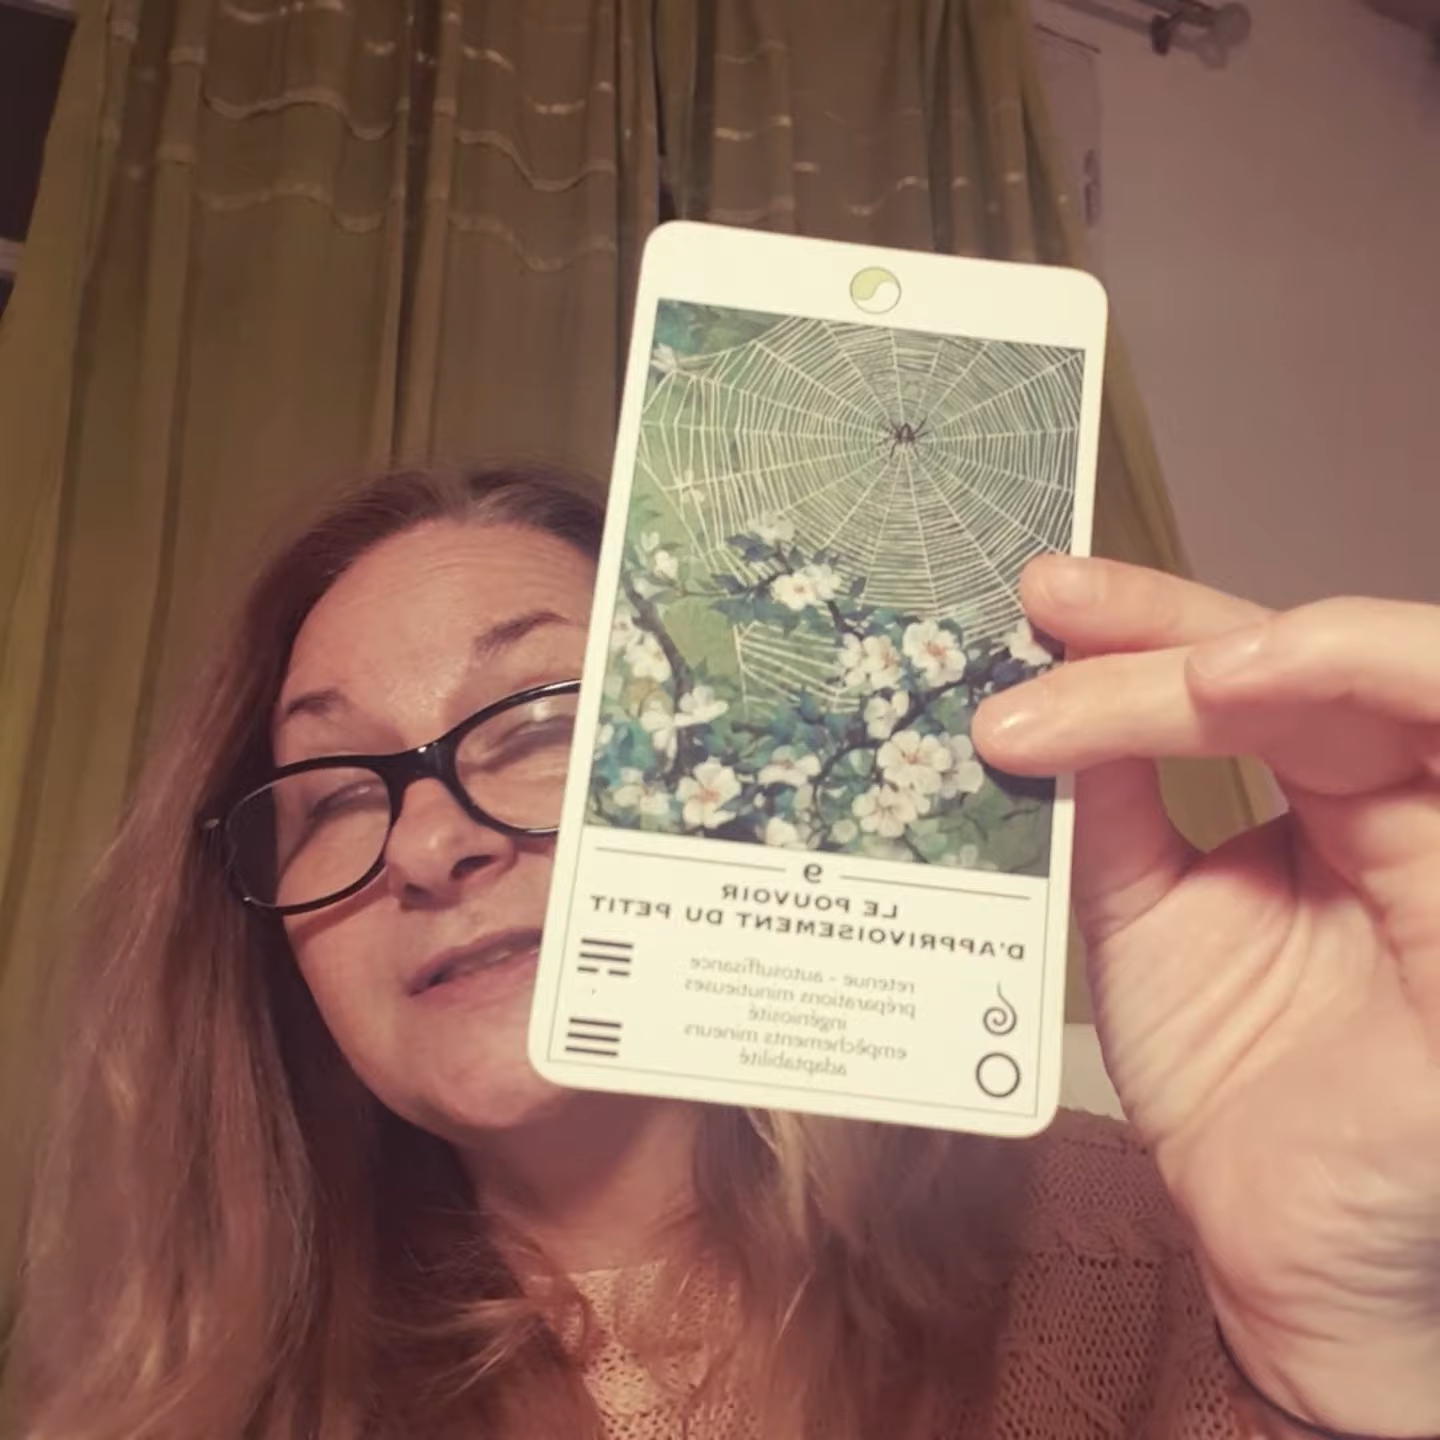 9
LE POUVOIR
D'APPRIVOISEMENT DU PETIT
retenue - autosuffisance
préparations minutieuses
ingéniosité
empêchements mineurs
adaptabilité